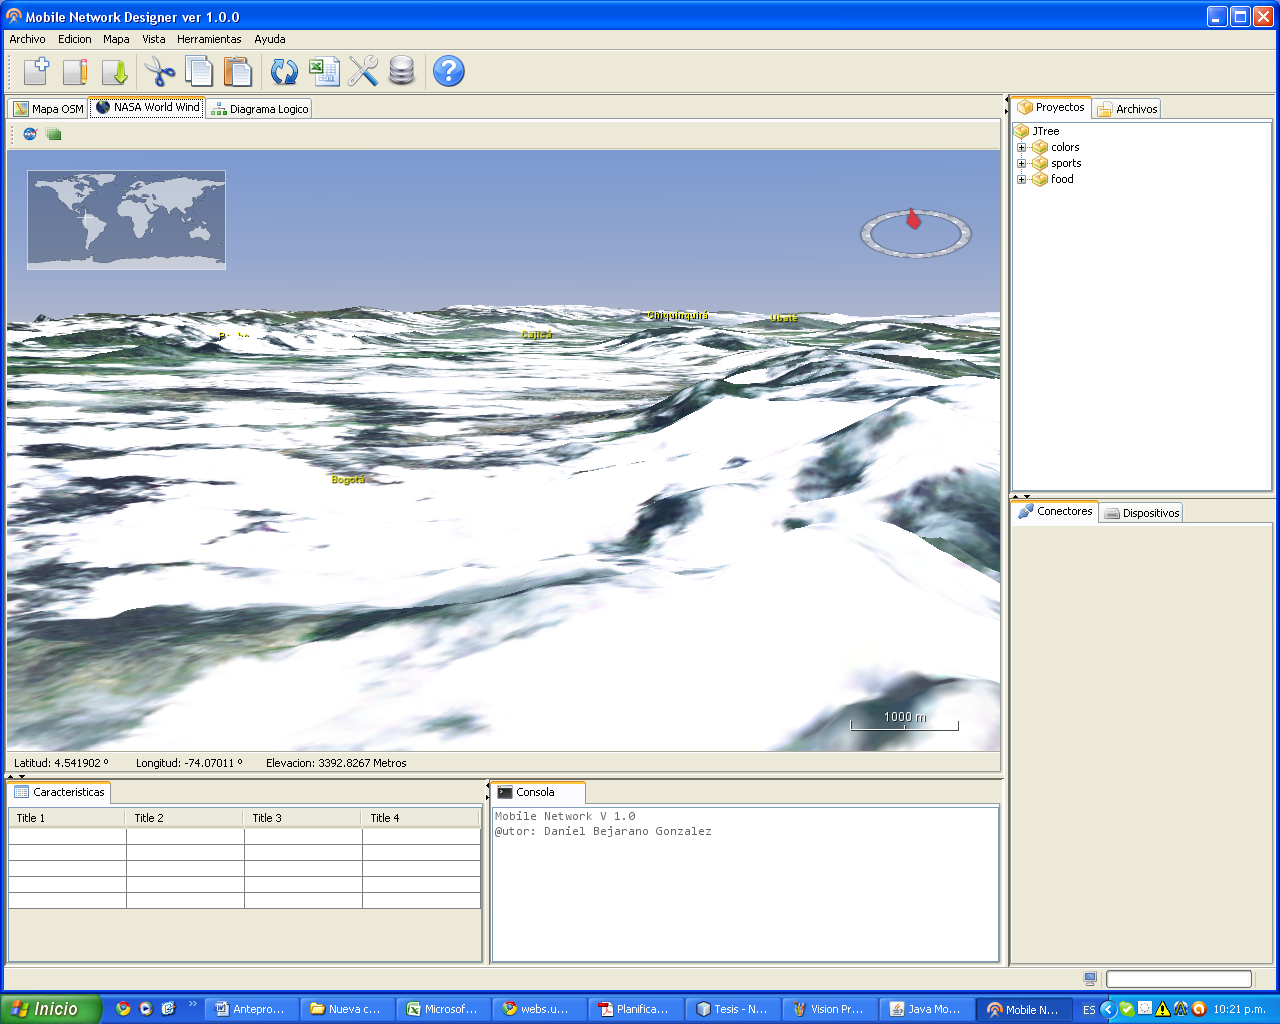 Mobile Network Designer ver 1.0.0
Archivo Edicion Mapa Vista Herramientas Ayuda
Mapa OSM NASA World Wind Diagrama Logico
Proyectos Archivos
JTree
colors
sports
food
Chiquinquirá
Ubaté
Cajicá
Bogotá
1000 m
Latitud: 4.541902 º Longitud: -74.07011 º Elevacion: 3392.8267 Metros
Conectores Dispositivos
Caracteristicas
Title 1 Title 2 Title 3 Title 4
Consola
Mobile Network V 1.0
@utor: Daniel Bejarano Gonzalez
Inicio
Antepro...
Nueva c...
Microsof...
webs.u...
Planifica...
Tesis - N...
Vision Pr...
Java Mo...
Mobile N...
ES
10:21 p.m.